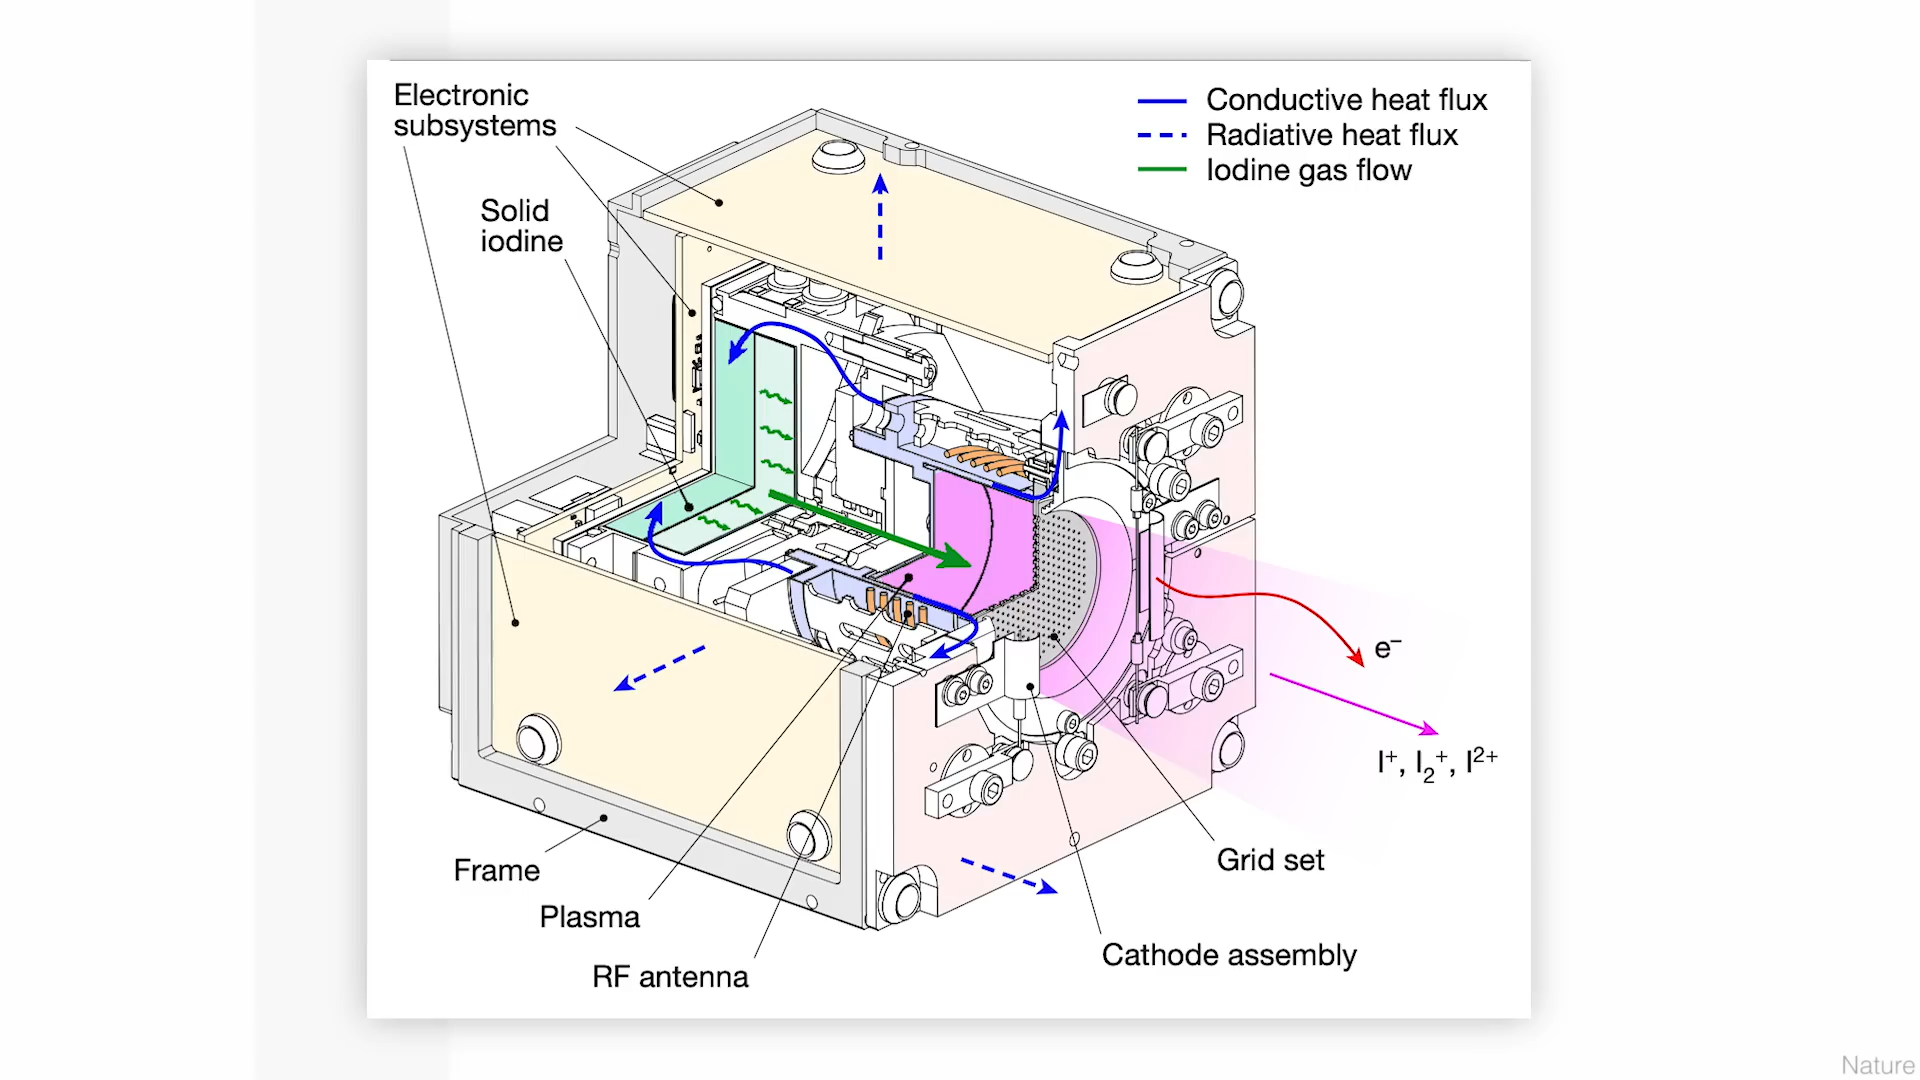 Electronic
subsystems
Solid
iodine
Conductive heat flux
Radiative heat flux
Iodine gas flow
e⁻
I⁺, I₂⁺, I²⁺
Grid set
Frame
Plasma
Cathode assembly
RF antenna
Nature